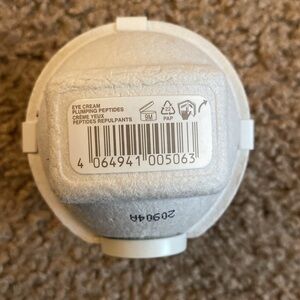 EYE CREAM
PLUMPING PEPTIDES
CRÈME YEUX
PEPTIDES REPULPANTS
9M
PAP
4 064941 005063
20904A